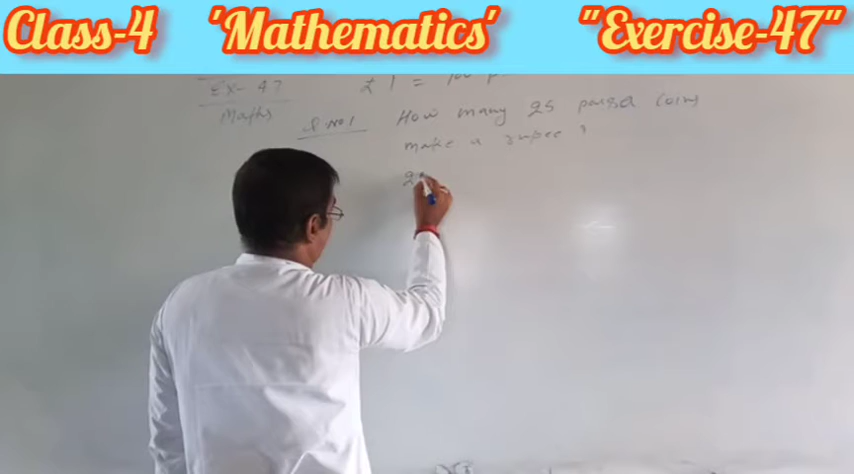 Class-4 'Mathematics' "Exercise-47"
Ex-47 ₹ 1 = 100 p
Maths
Q.No1 How many 25 paisa coins
make a rupee ?